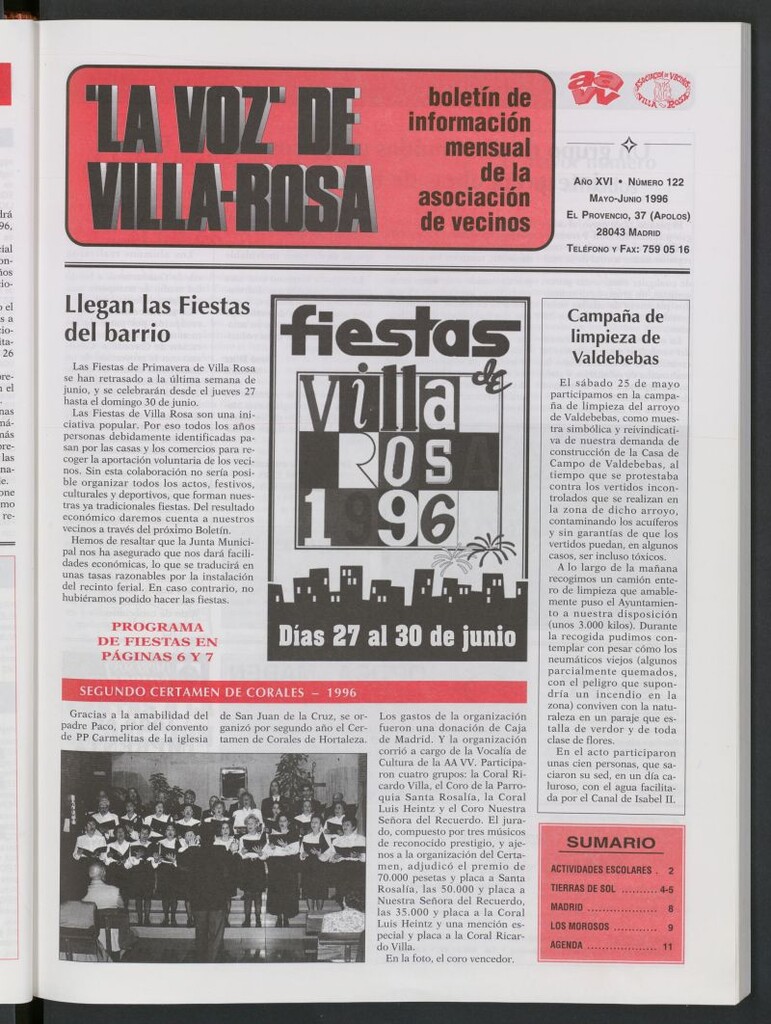 "LA VOZ" DE
VILLA-ROSA
boletín de
información
mensual
de la
asociación
de vecinos
aa
vv
ASOCIACION DE VECINOS
VILLA ROSA
AÑO XVI • NÚMERO 122
MAYO-JUNIO 1996
EL PROVENCIO, 37 (APOLOS)
28043 MADRID
TELÉFONO Y FAX: 759 05 16
Llegan las Fiestas
del barrio
Las Fiestas de Primavera de Villa Rosa
se han retrasado a la última semana de
junio, y se celebrarán desde el jueves 27
hasta el domingo 30 de junio.
Las Fiestas de Villa Rosa son una ini-
ciativa popular. Por eso todos los años
personas debidamente identificadas pa-
san por las casas y los comercios para re-
coger la aportación voluntaria de los veci-
nos. Sin esta colaboración no sería posi-
ble organizar todos los actos, festivos,
culturales y deportivos, que forman nues-
tras ya tradicionales fiestas. Del resultado
económico daremos cuenta a nuestros
vecinos a través del próximo Boletín.
Hemos de resaltar que la Junta Munici-
pal nos ha asegurado que nos dará facili-
dades económicas, lo que se traducirá en
unas tasas razonables por la instalación
del recinto ferial. En caso contrario, no
hubiéramos podido hacer las fiestas.
PROGRAMA
DE FIESTAS EN
PÁGINAS 6 Y 7
fiestas
de
villa
ROSA
1996
Días 27 al 30 de junio
Campaña de
limpieza de
Valdebebas
El sábado 25 de mayo
participamos en la campa-
ña de limpieza del arroyo
de Valdebebas, como mues-
tra simbólica y reivindicati-
va de nuestra demanda de
construcción de la Casa de
Campo de Valdebebas, al
tiempo que se protestaba
contra los vertidos incon-
trolados que se realizan en
la zona de dicho arroyo,
contaminando los acuíferos
y sin garantías de que los
vertidos puedan, en algunos
casos, ser incluso tóxicos.
A lo largo de la mañana
recogimos un camión ente-
ro de limpieza que amable-
mente puso el Ayuntamien-
to a nuestra disposición
(unos 3.000 kilos). Durante
la recogida pudimos con-
templar con pesar cómo los
neumáticos viejos (algunos
parcialmente quemados,
con el peligro que supon-
dría un incendio en la
zona) conviven con la natu-
raleza en un paraje que es-
talla de verdor y de toda
clase de flores.
En el acto participaron
unas cien personas, que sa-
ciaron su sed, en un día ca-
luroso, con el agua facilita-
da por el Canal de Isabel II.
SEGUNDO CERTAMEN DE CORALES – 1996
Gracias a la amabilidad del
padre Paco, prior del convento
de PP Carmelitas de la iglesia
de San Juan de la Cruz, se or-
ganizó por segundo año el Cer-
tamen de Corales de Hortaleza.
Los gastos de la organización
fueron una donación de Caja
de Madrid. Y la organización
corrió a cargo de la Vocalía de
Cultura de la AA VV. Participa-
ron cuatro grupos: la Coral Ri-
cardo Villa, el Coro de la Parro-
quia Santa Rosalía, la Coral
Luis Heintz y el Coro Nuestra
Señora del Recuerdo. El jura-
do, compuesto por tres músicos
de reconocido prestigio, y aje-
nos a la organización del Certa-
men, adjudicó el premio de
70.000 pesetas y placa a Santa
Rosalía, las 50.000 y placa a
Nuestra Señora del Recuerdo,
las 35.000 y placa a la Coral
Luis Heintz y una mención es-
pecial y placa a la Coral Ricar-
do Villa.
En la foto, el coro vencedor.
SUMARIO
ACTIVIDADES ESCOLARES . 2
TIERRAS DE SOL .......... 4-5
MADRID .................. 8
LOS MOROSOS ............. 9
AGENDA .................. 11